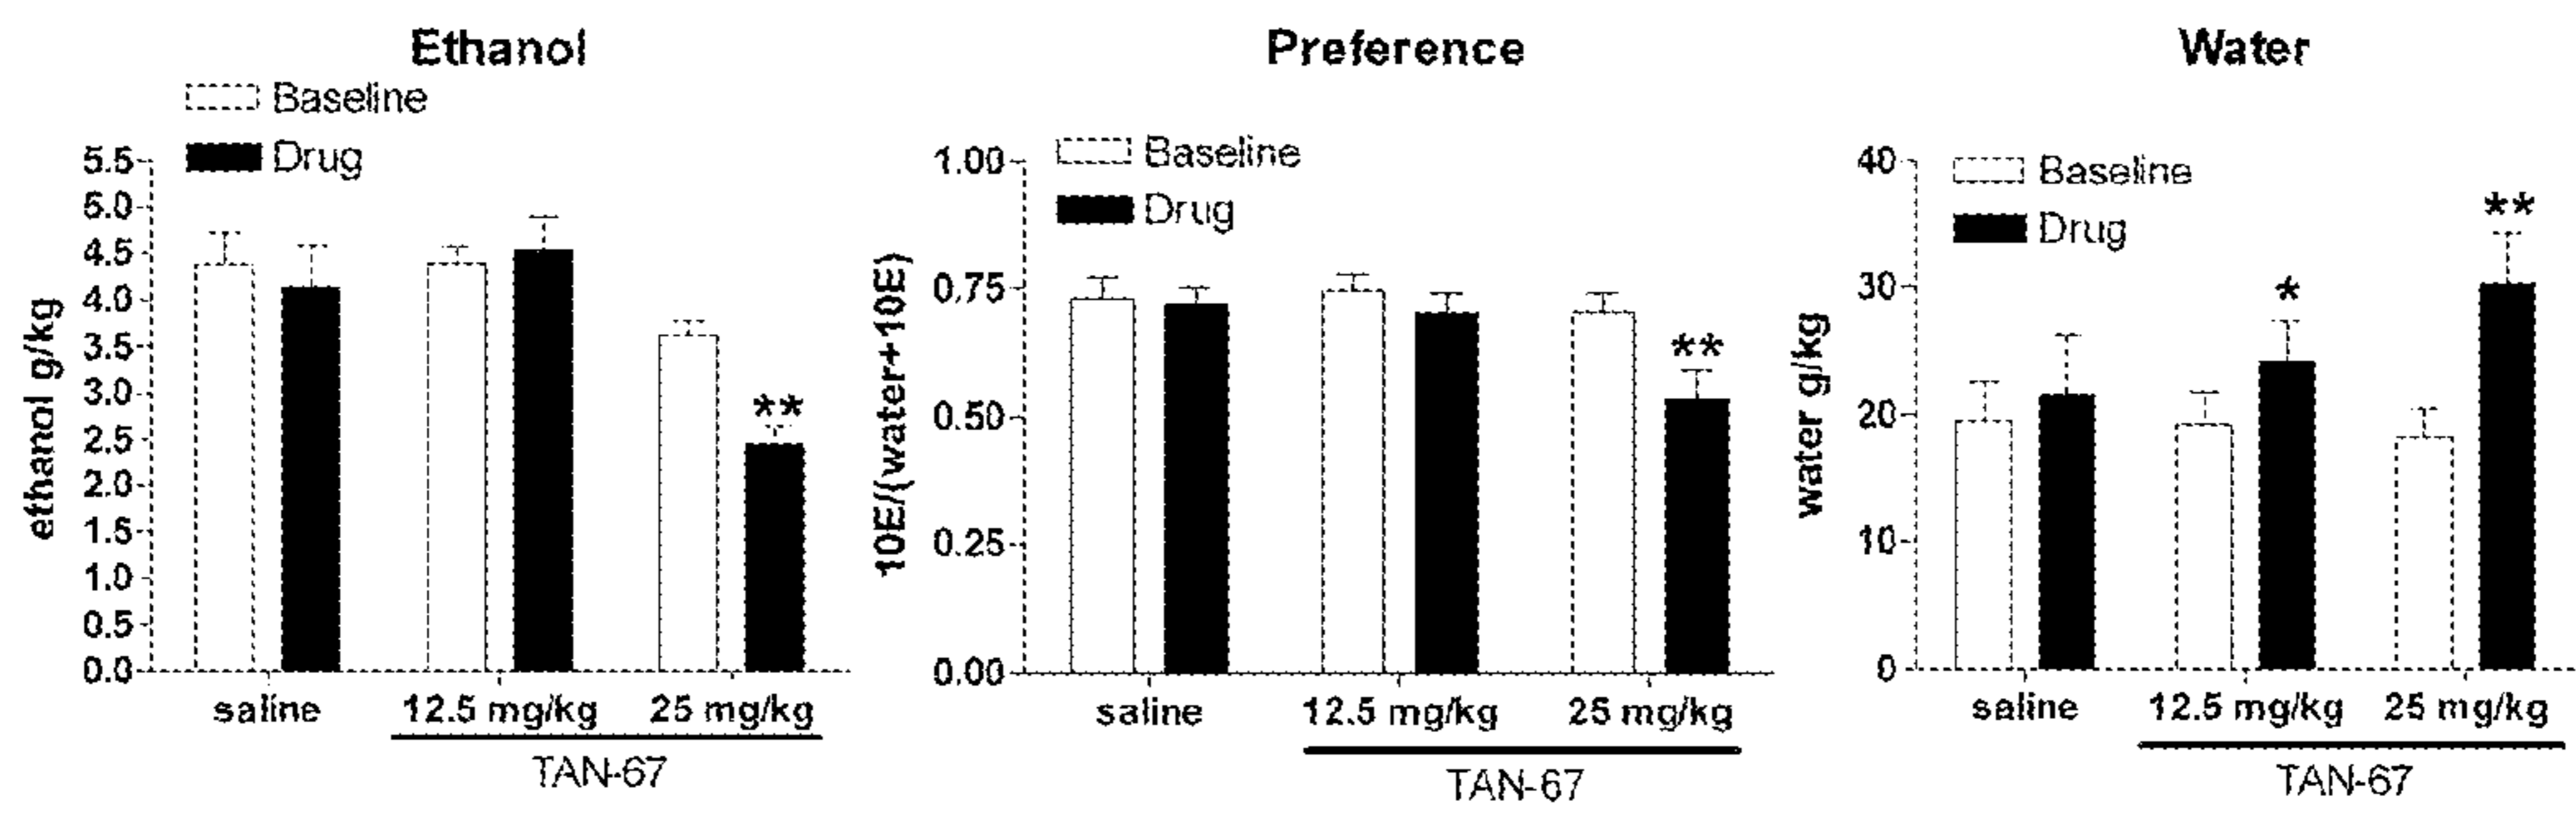 Ethanol
Baseline
Drug
ethanol g/kg
5.5
5.0
4.5
4.0
3.5
3.0
2.5
2.0
1.5
1.0
0.5
0.0
**
saline 12.5 mg/kg 25 mg/kg
TAN-67
Preference
Baseline
Drug
10E/(water+10E)
1.00
0.75
0.50
0.25
0.00
**
saline 12.5 mg/kg 25 mg/kg
TAN-67
Water
Baseline
Drug
water g/kg
40
30
20
10
0
*
**
saline 12.5 mg/kg 25 mg/kg
TAN-67